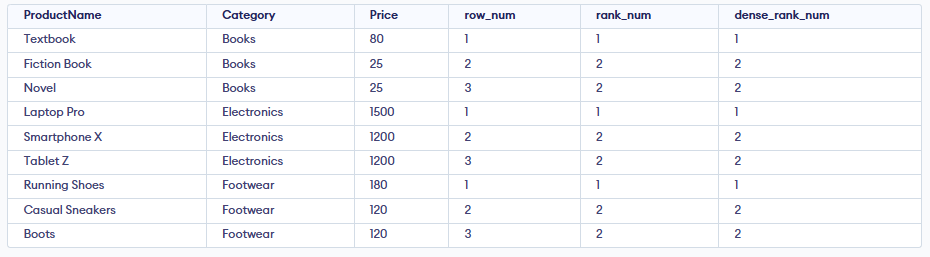 ProductName Category Price row_num rank_num dense_rank_num
Textbook Books 80 1 1 1
Fiction Book Books 25 2 2 2
Novel Books 25 3 2 2
Laptop Pro Electronics 1500 1 1 1
Smartphone X Electronics 1200 2 2 2
Tablet Z Electronics 1200 3 2 2
Running Shoes Footwear 180 1 1 1
Casual Sneakers Footwear 120 2 2 2
Boots Footwear 120 3 2 2